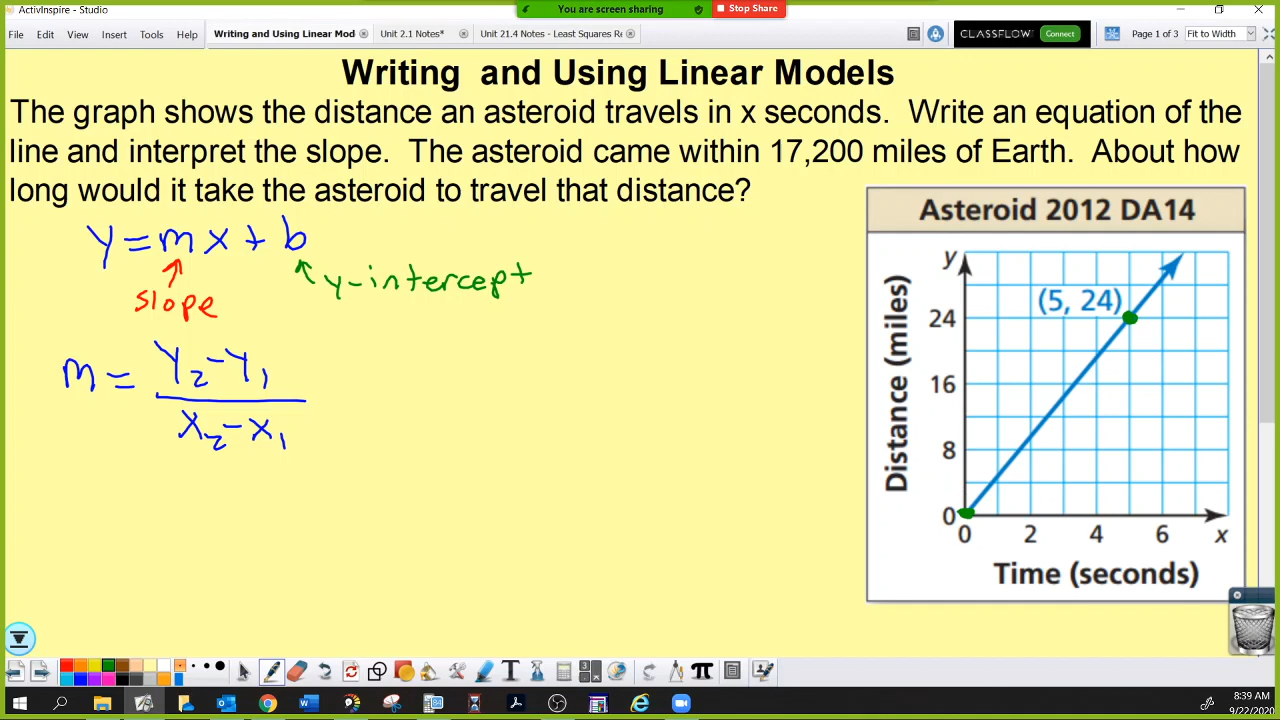 ActivInspire - Studio
You are screen sharing
Stop Share
File Edit View Insert Tools Help
Writing and Using Linear Mod
Unit 2.1 Notes*
Unit 21.4 Notes - Least Squares Re
CLASSFLOW
Connect
Page 1 of 3
Fit to Width
Writing and Using Linear Models
The graph shows the distance an asteroid travels in x seconds. Write an equation of the
line and interpret the slope. The asteroid came within 17,200 miles of Earth. About how
long would it take the asteroid to travel that distance?
y = mx + b
slope
y-intercept
m = y₂ - y₁
x₂ - x₁
Asteroid 2012 DA14
y
(5, 24)
24
16
8
0
0 2 4 6 x
Distance (miles)
Time (seconds)
8:39 AM
9/22/2020